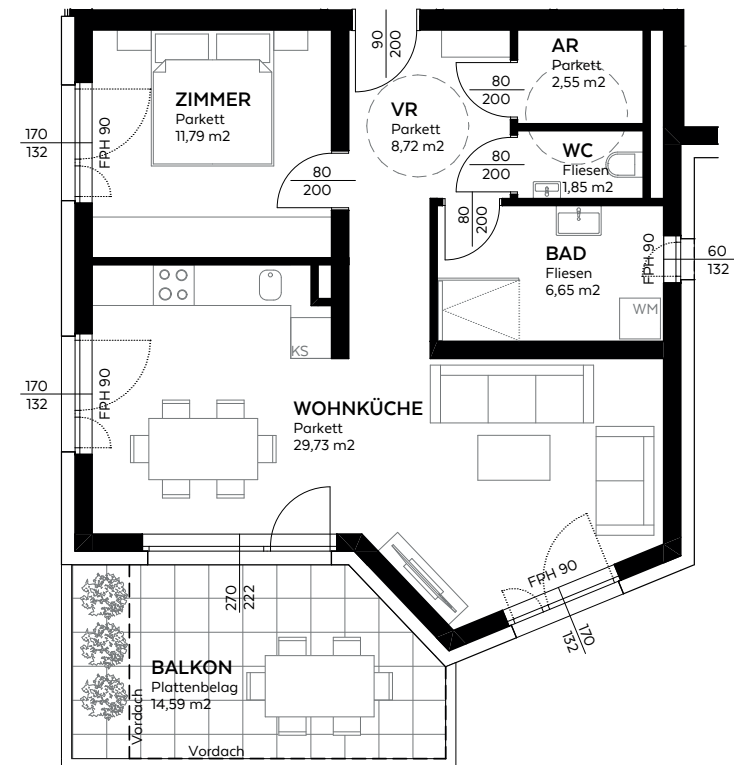 90
200
AR
Parkett
2,55 m2
80
200
ZIMMER
Parkett
11,79 m2
VR
Parkett
8,72 m2
170
132
FPH 90
80
200
WC
Fliesen
1,85 m2
80
200
80
200
BAD
Fliesen
6,65 m2
FPH 90
60
132
WM
KS
170
132
FPH 90
WOHNKÜCHE
Parkett
29,73 m2
270
222
FPH 90
170
132
BALKON
Plattenbelag
14,59 m2
Vordach
Vordach